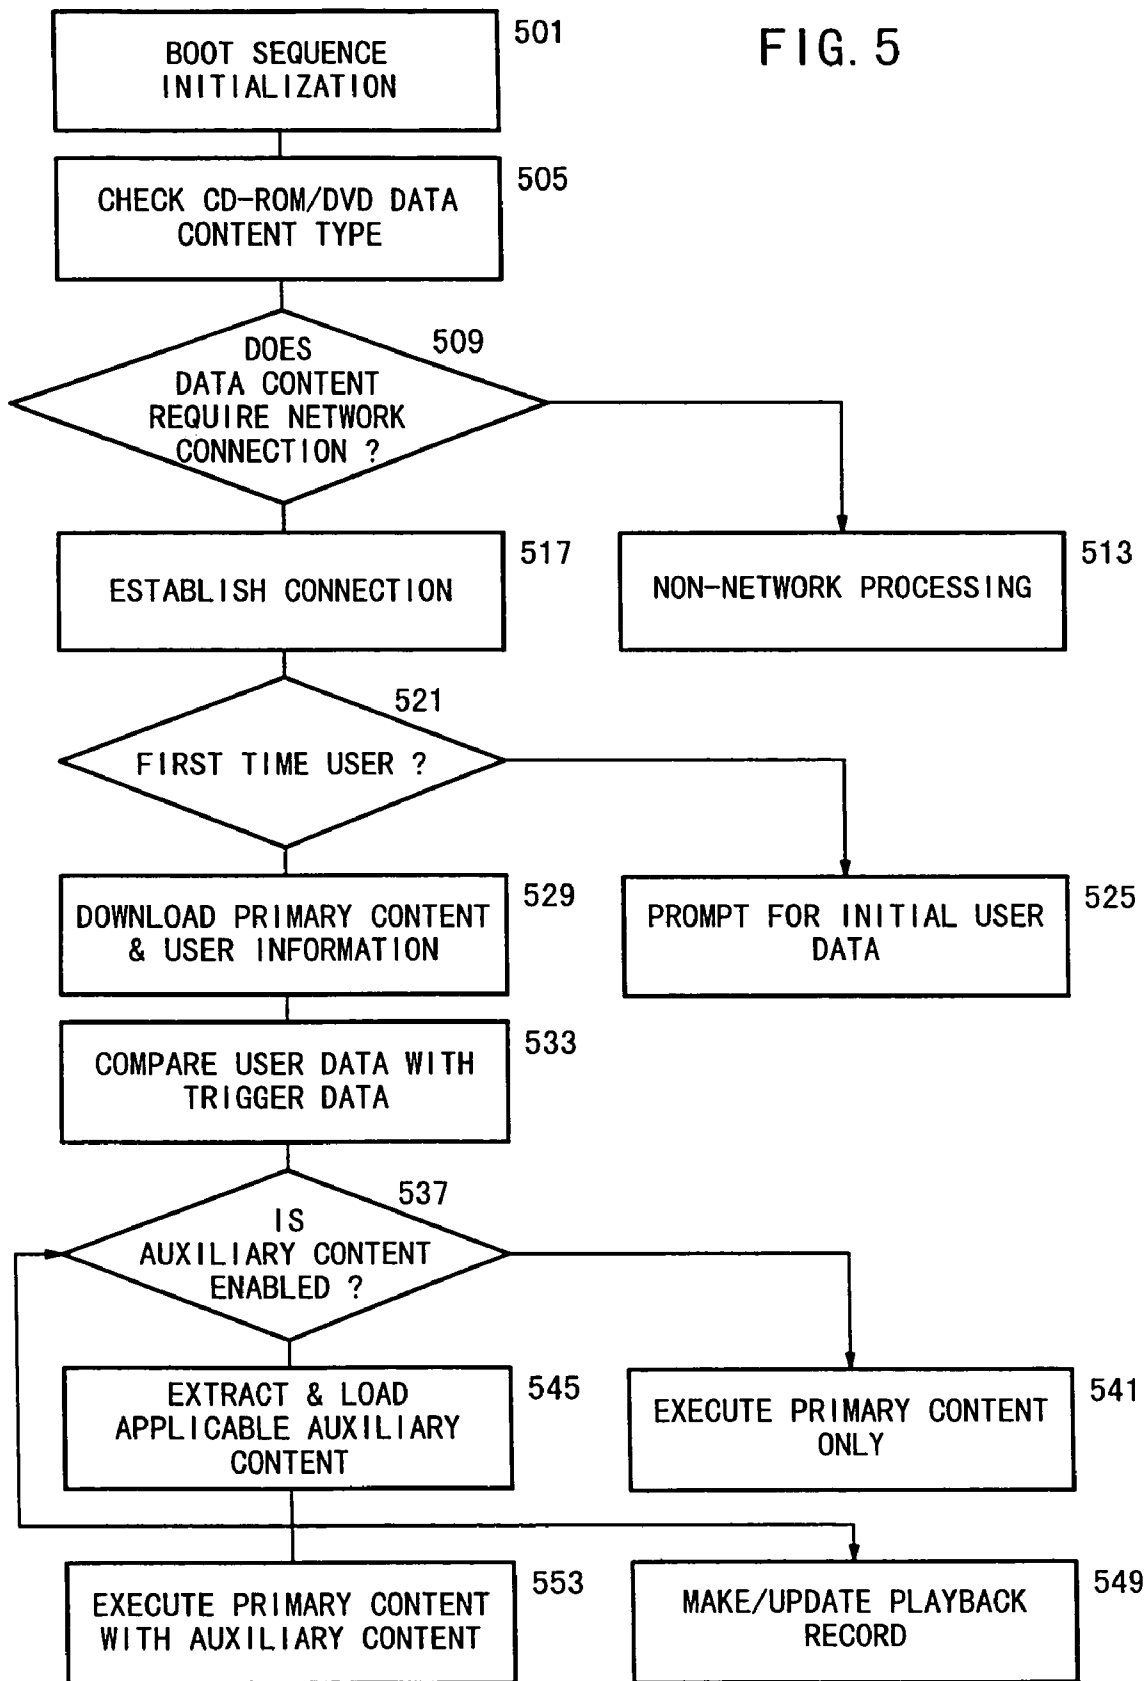 FIG. 5
501
BOOT SEQUENCE
INITIALIZATION
505
CHECK CD-ROM/DVD DATA
CONTENT TYPE
509
DOES
DATA CONTENT
REQUIRE NETWORK
CONNECTION ?
517
ESTABLISH CONNECTION
513
NON-NETWORK PROCESSING
521
FIRST TIME USER ?
529
DOWNLOAD PRIMARY CONTENT
& USER INFORMATION
525
PROMPT FOR INITIAL USER
DATA
533
COMPARE USER DATA WITH
TRIGGER DATA
537
IS
AUXILIARY CONTENT
ENABLED ?
545
EXTRACT & LOAD
APPLICABLE AUXILIARY
CONTENT
541
EXECUTE PRIMARY CONTENT
ONLY
553
EXECUTE PRIMARY CONTENT
WITH AUXILIARY CONTENT
549
MAKE/UPDATE PLAYBACK
RECORD